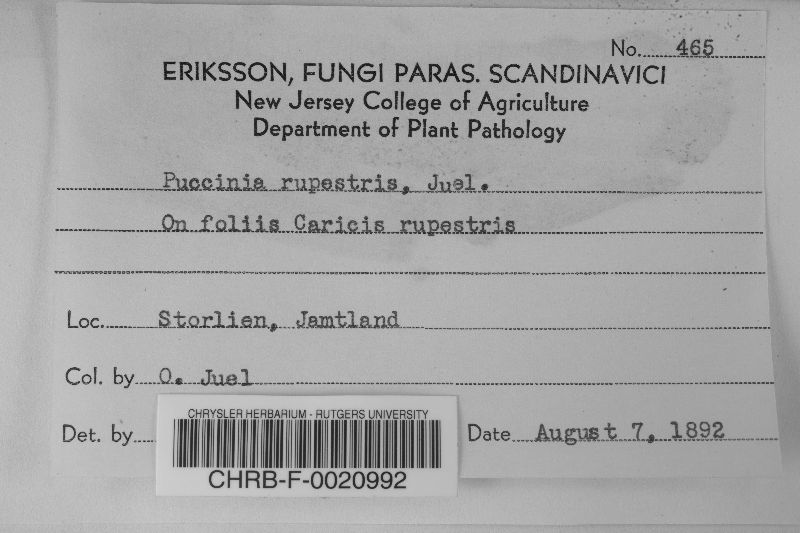 No. 465
ERIKSSON, FUNGI PARAS. SCANDINAVICI
New Jersey College of Agriculture
Department of Plant Pathology
Puccinia rupestris, Juel.
On foliis Caricis rupestris
Loc. Storlien, Jamtland
Col. by O. Juel
Det. by
Date August 7, 1892
CHRYSLER HERBARIUM - RUTGERS UNIVERSITY
CHRB-F-0020992